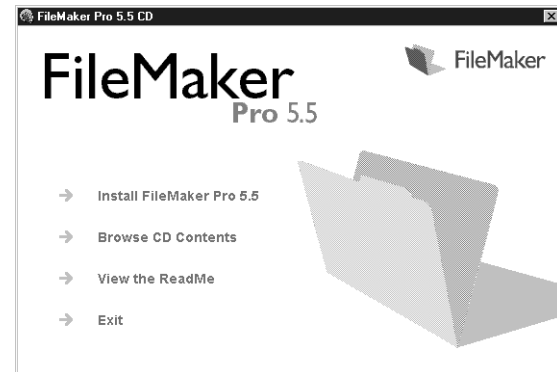 FileMaker Pro 5.5 CD
FileMaker
Pro 5.5
FileMaker
Install FileMaker Pro 5.5
Browse CD Contents
View the ReadMe
Exit